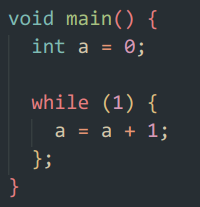 void main() {
  int a = 0;

  while (1) {
    a = a + 1;
  };
}